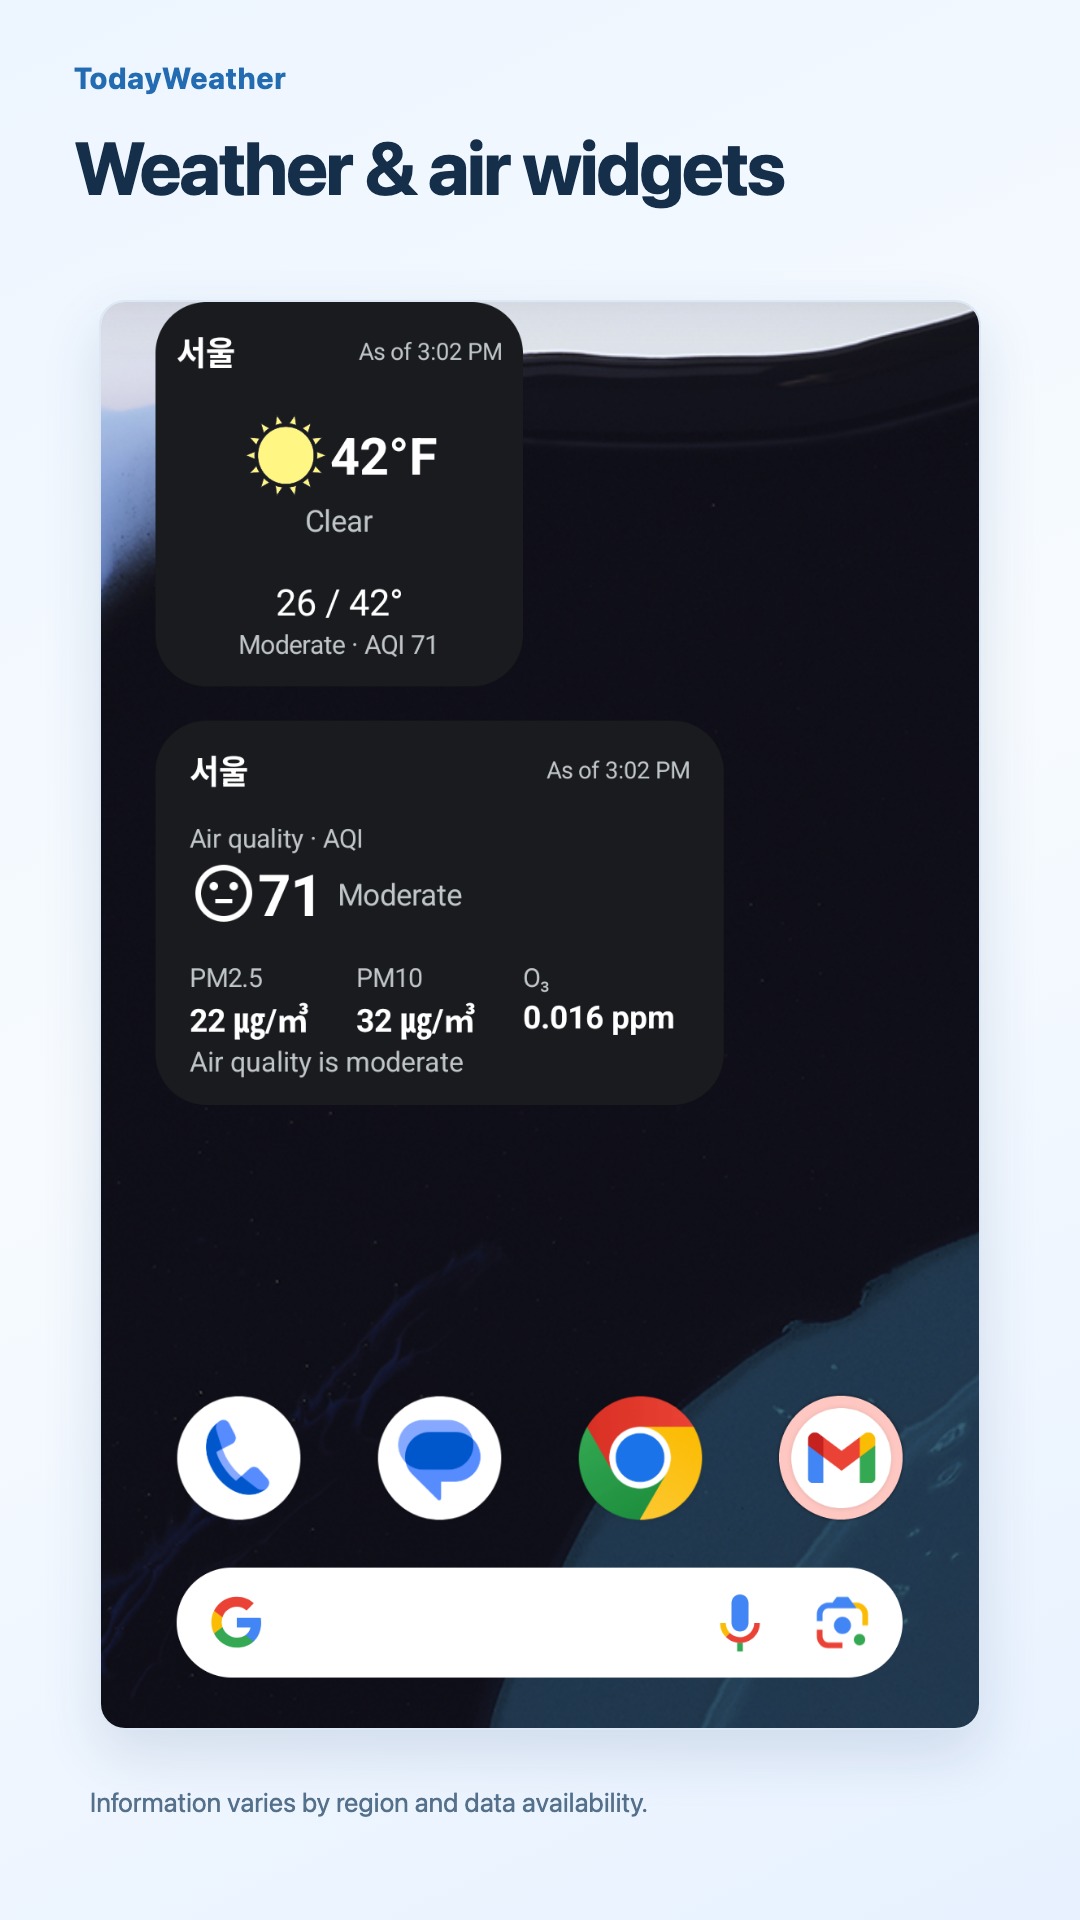 TodayWeather
Weather & air widgets
서울
As of 3:02 PM
42°F
Clear
26 / 42°
Moderate · AQI 71
서울
As of 3:02 PM
Air quality · AQI
71 Moderate
PM2.5 PM10 O₃
22 ㎍/㎥ 32 ㎍/㎥ 0.016 ppm
Air quality is moderate
Information varies by region and data availability.